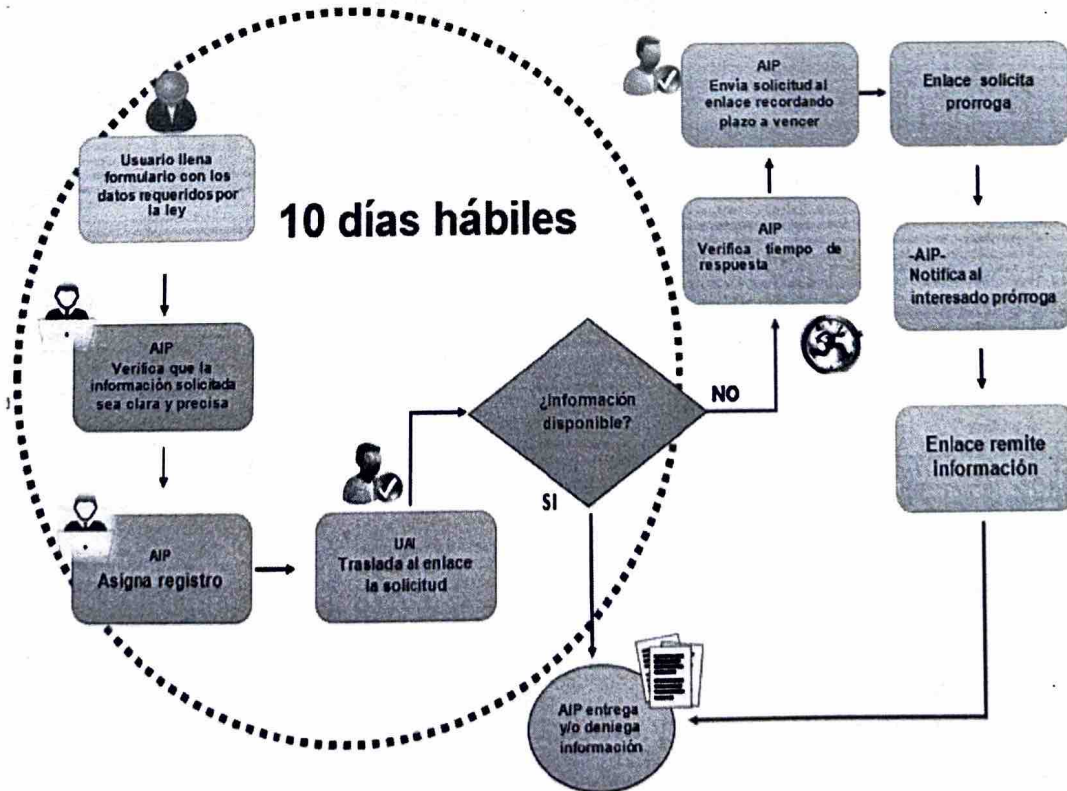 Usuario llena
formulario con los
datos requeridos por
la ley
10 días hábiles
AIP
Verifica que la
información solicitada
sea clara y precisa
AIP
Asigna registro
UAI
Traslada al enlace
la solicitud
¿Información
disponible?
SI
NO
AIP
Verifica tiempo de
respuesta
AIP
Envía solicitud al
enlace recordando
plazo a vencer
Enlace solicita
prorroga
-AIP-
Notifica al
interesado prórroga
Enlace remite
información
AIP entrega
y/o deniega
información